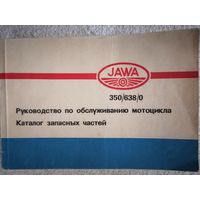 JAWA
350/638/0
Руководство по обслуживанию мотоцикла
Каталог запасных частей